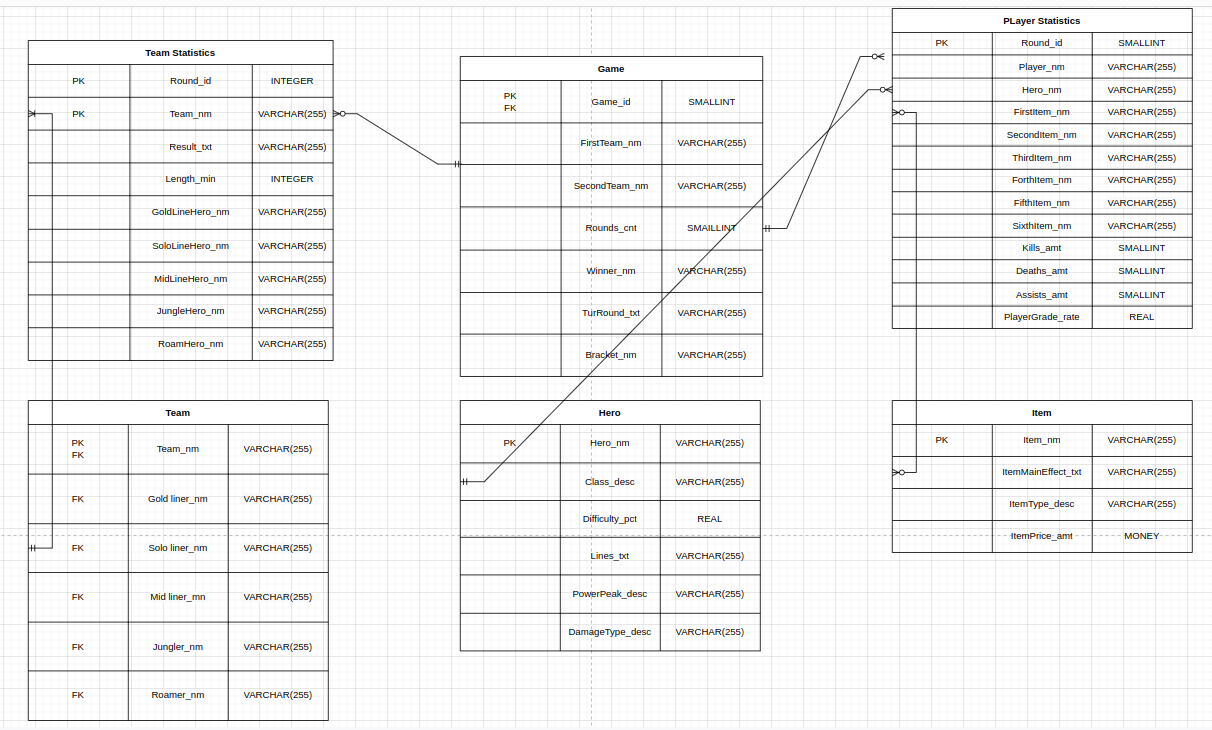 Team Statistics
PK Round_id INTEGER
PK Team_nm VARCHAR(255)
Result_txt VARCHAR(255)
Length_min INTEGER
GoldLineHero_nm VARCHAR(255)
SoloLineHero_nm VARCHAR(255)
MidLineHero_nm VARCHAR(255)
JungleHero_nm VARCHAR(255)
RoamHero_nm VARCHAR(255)
Game
PK
FK
Game_id SMALLINT
FirstTeam_nm VARCHAR(255)
SecondTeam_nm VARCHAR(255)
Rounds_cnt SMAILLINT
Winner_nm VARCHAR(255)
TurRound_txt VARCHAR(255)
Bracket_nm VARCHAR(255)
PLayer Statistics
PK Round_id SMALLINT
Player_nm VARCHAR(255)
Hero_nm VARCHAR(255)
FirstItem_nm VARCHAR(255)
SecondItem_nm VARCHAR(255)
ThirdItem_nm VARCHAR(255)
ForthItem_nm VARCHAR(255)
FifthItem_nm VARCHAR(255)
SixthItem_nm VARCHAR(255)
Kills_amt SMALLINT
Deaths_amt SMALLINT
Assists_amt SMALLINT
PlayerGrade_rate REAL
Team
PK
FK
Team_nm VARCHAR(255)
FK Gold liner_nm VARCHAR(255)
FK Solo liner_nm VARCHAR(255)
FK Mid liner_mn VARCHAR(255)
FK Jungler_nm VARCHAR(255)
FK Roamer_nm VARCHAR(255)
Hero
PK Hero_nm VARCHAR(255)
Class_desc VARCHAR(255)
Difficulty_pct REAL
Lines_txt VARCHAR(255)
PowerPeak_desc VARCHAR(255)
DamageType_desc VARCHAR(255)
Item
PK Item_nm VARCHAR(255)
ItemMainEffect_txt VARCHAR(255)
ItemType_desc VARCHAR(255)
ItemPrice_amt MONEY